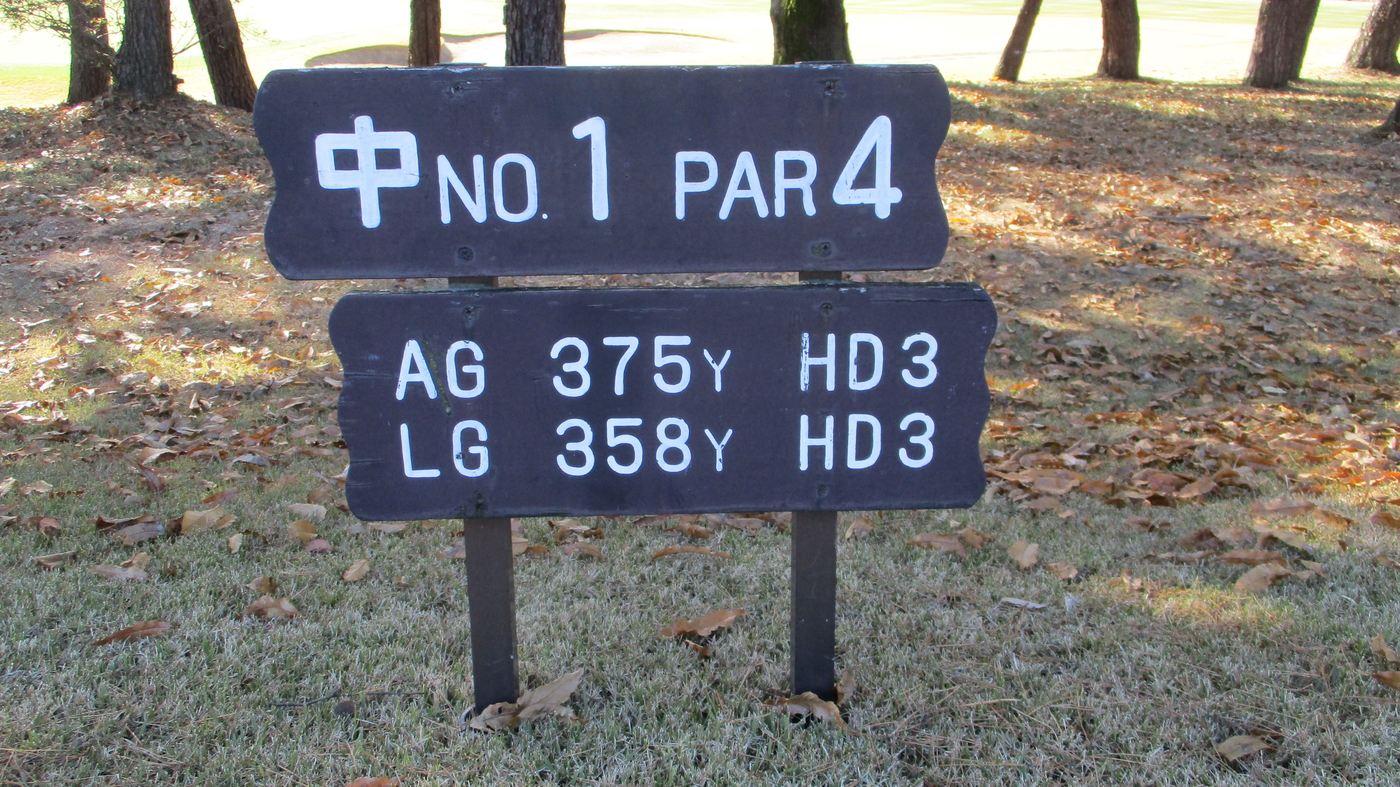 中 NO. 1 PAR 4
AG 375Y HD3
LG 358Y HD3